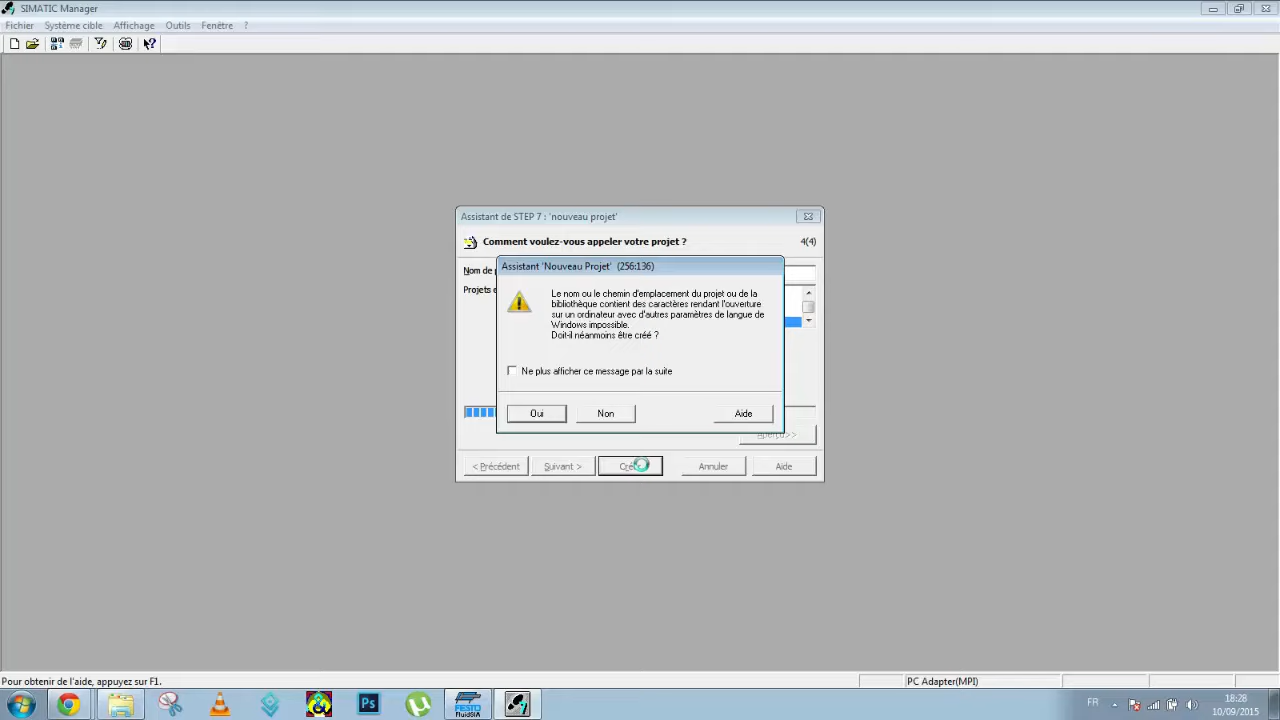 SIMATIC Manager
Fichier Système cible Affichage Outils Fenêtre ?
Assistant de STEP 7 : 'nouveau projet'
Comment voulez-vous appeler votre projet ? 4(4)
Nom de
Projets e
Assistant 'Nouveau Projet' (256:136)
Le nom ou le chemin d'emplacement du projet ou de la
bibliothèque contient des caractères rendant l'ouverture
sur un ordinateur avec d'autres paramètres de langue de
Windows impossible.
Doit-il néanmoins être créé ?
Ne plus afficher ce message par la suite
Oui Non Aide
Aperçu>>
< Précédent Suivant > Cré Annuler Aide
Pour obtenir de l'aide, appuyez sur F1. PC Adapter(MPI)
Ps
FluidSIM
FR
18:28
10/09/2015